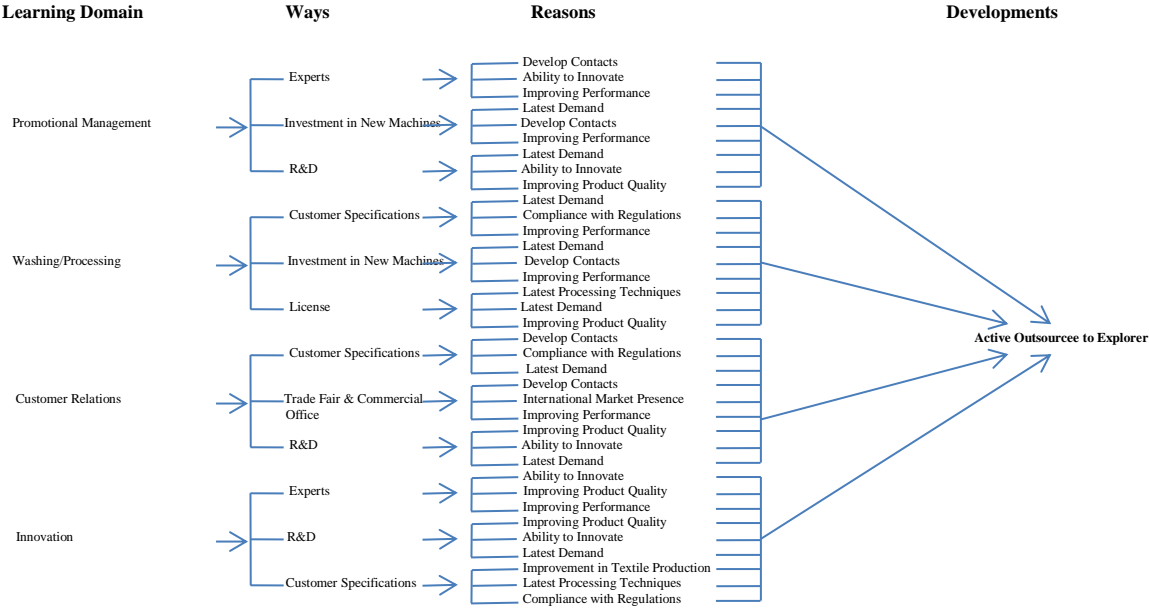 Learning Domain Ways Reasons Developments
Develop Contacts
Experts Ability to Innovate
Improving Performance
Latest Demand
Promotional Management Investment in New Machines Develop Contacts
Improving Performance
Latest Demand
R&D Ability to Innovate
Improving Product Quality
Latest Demand
Customer Specifications Compliance with Regulations
Improving Performance
Latest Demand
Washing/Processing Investment in New Machines Develop Contacts
Improving Performance
Latest Processing Techniques
License Latest Demand
Improving Product Quality
Active Outsourcee to Explorer
Develop Contacts
Customer Specifications Compliance with Regulations
Latest Demand
Develop Contacts
Customer Relations Trade Fair & Commercial International Market Presence
Office Improving Performance
Improving Product Quality
R&D Ability to Innovate
Latest Demand
Ability to Innovate
Experts Improving Product Quality
Improving Performance
Improving Product Quality
Innovation R&D Ability to Innovate
Latest Demand
Improvement in Textile Production
Customer Specifications Latest Processing Techniques
Compliance with Regulations